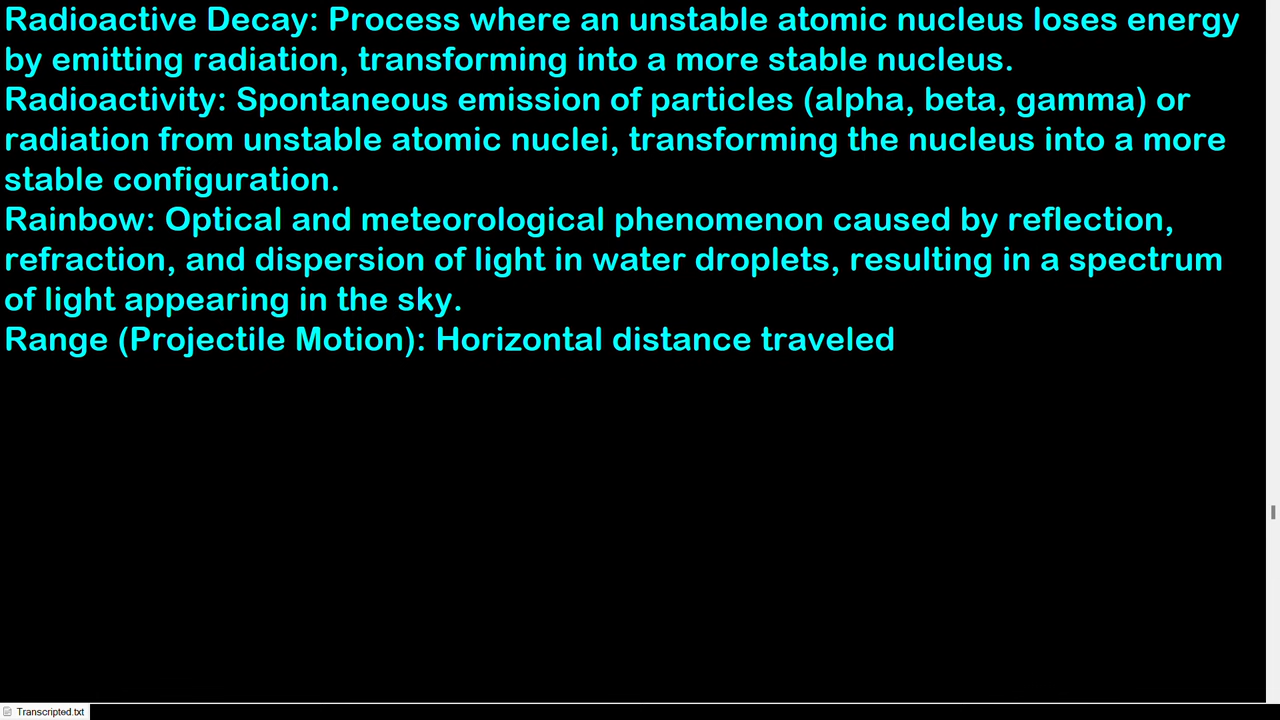 Radioactive Decay: Process where an unstable atomic nucleus loses energy
by emitting radiation, transforming into a more stable nucleus.
Radioactivity: Spontaneous emission of particles (alpha, beta, gamma) or
radiation from unstable atomic nuclei, transforming the nucleus into a more
stable configuration.
Rainbow: Optical and meteorological phenomenon caused by reflection,
refraction, and dispersion of light in water droplets, resulting in a spectrum
of light appearing in the sky.
Range (Projectile Motion): Horizontal distance traveled
Transcripted.txt